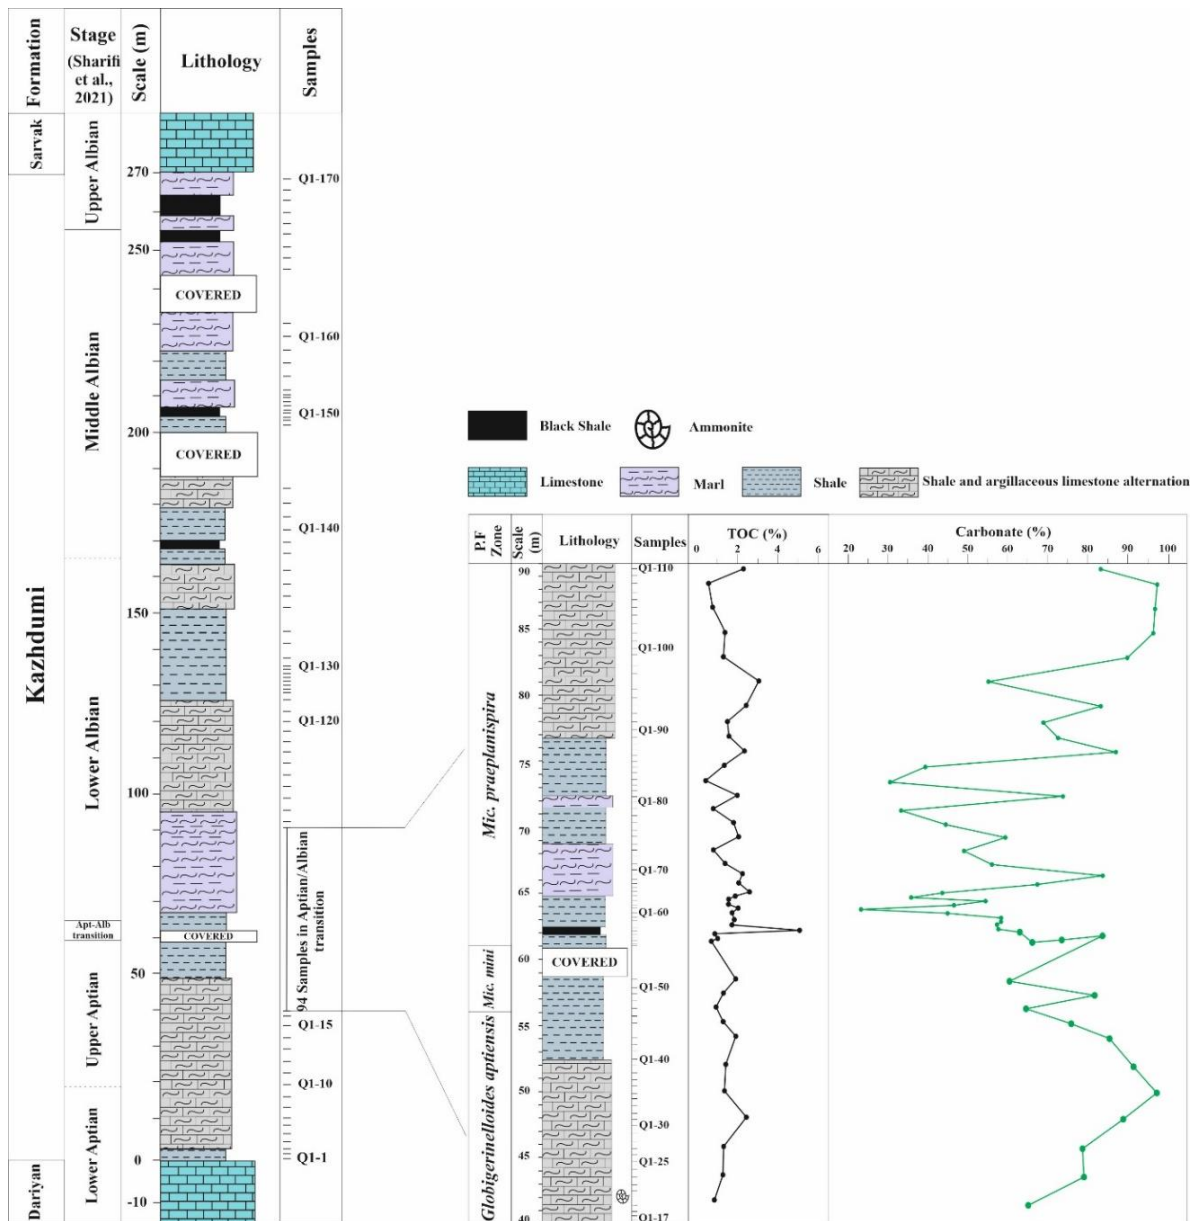 Formation
Stage
(Sharifi
et al.,
2021)
Scale (m)
Lithology
Samples
Sarvak
Kazhdumi
Dariyan
Upper Albian
Middle Albian
Lower Albian
Apt-Alb
transition
Upper Aptian
Lower Aptian
270
250
200
150
100
50
0
-10
COVERED
COVERED
COVERED
Q1-170
Q1-160
Q1-150
Q1-140
Q1-130
Q1-120
94 Samples in Aptian/Albian
transition
Q1-15
Q1-10
Q1-1
Black Shale
Ammonite
Limestone
Marl
Shale
Shale and argillaceous limestone alternation
P.F
Zone
Scale
(m)
Lithology
Samples
TOC (%)
0 2 4 6
Carbonate (%)
20 30 40 50 60 70 80 90 100
Mic. praeplanispira
Mic. mini
Globigerinelloides aptiensis
90
85
80
75
70
65
60
55
50
45
40
COVERED
Q1-110
Q1-100
Q1-90
Q1-80
Q1-70
Q1-60
Q1-50
Q1-40
Q1-30
Q1-25
Q1-17